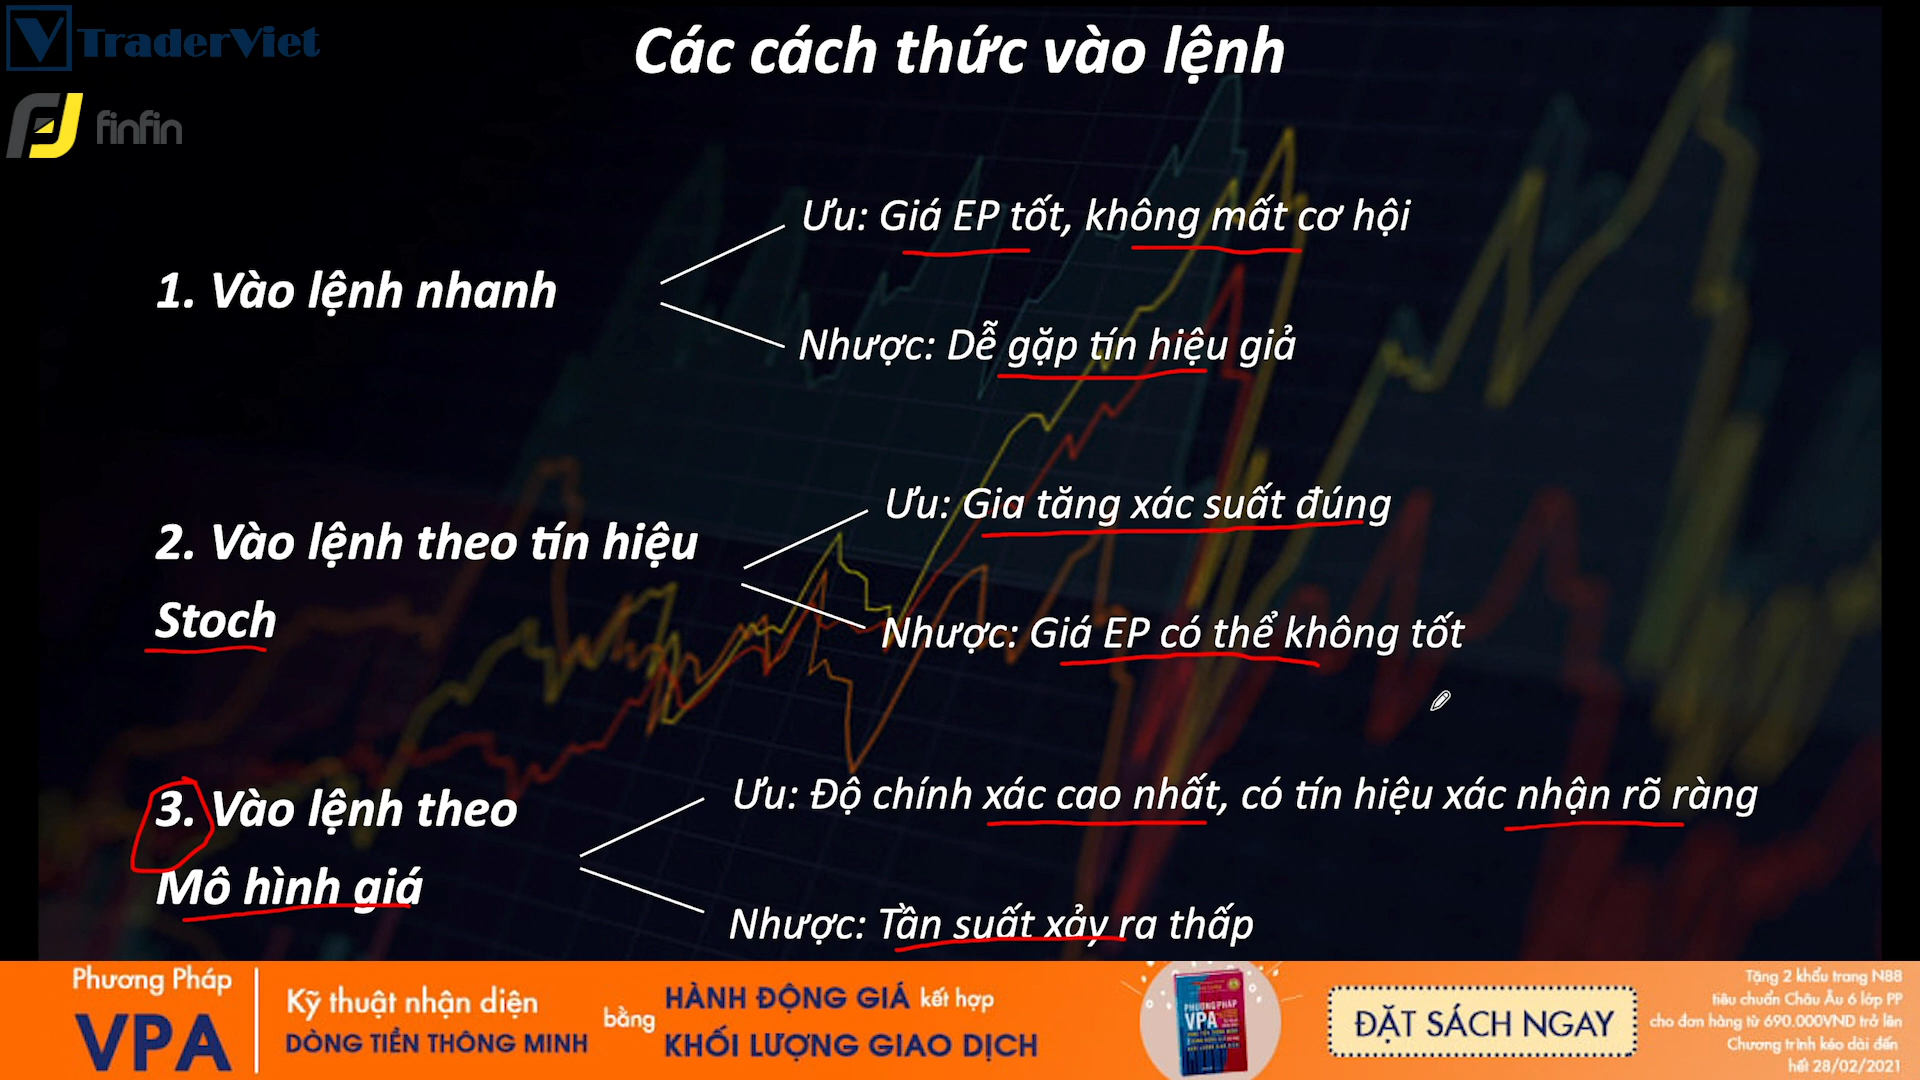 TraderViet
finfin
Các cách thức vào lệnh
1. Vào lệnh nhanh
Ưu: Giá EP tốt, không mất cơ hội
Nhược: Dễ gặp tín hiệu giả
2. Vào lệnh theo tín hiệu
Stoch
Ưu: Gia tăng xác suất đúng
Nhược: Giá EP có thể không tốt
3. Vào lệnh theo
Mô hình giá
Ưu: Độ chính xác cao nhất, có tín hiệu xác nhận rõ ràng
Nhược: Tần suất xảy ra thấp
Phương Pháp
VPA
Kỹ thuật nhận diện
DÒNG TIỀN THÔNG MINH
bằng
HÀNH ĐỘNG GIÁ kết hợp
KHỐI LƯỢNG GIAO DỊCH
PHƯƠNG PHÁP
VPA
ĐẶT SÁCH NGAY
Tặng 2 khẩu trang N88
tiêu chuẩn Châu Âu 6 lớp PP
cho đơn hàng từ 690.000VND trở lên
Chương trình kéo dài đến
hết 28/02/2021